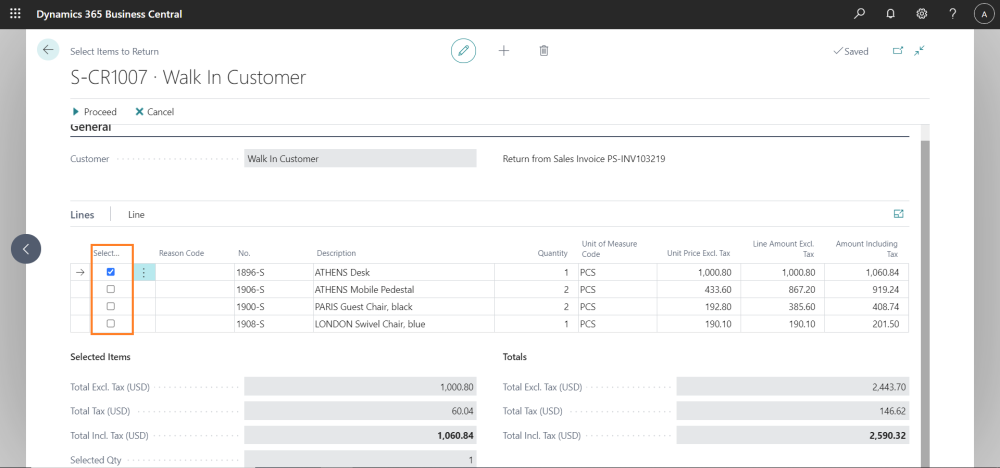 Dynamics 365 Business Central
A
Select Items to Return
Saved
S-CR1007 · Walk In Customer
Proceed Cancel
General
Customer Walk In Customer Return from Sales Invoice PS-INV103219
Lines Line
Select... Reason Code No. Description Quantity Unit of Measure Code Unit Price Excl. Tax Line Amount Excl. Tax Amount Including Tax
1896-S ATHENS Desk 1 PCS 1,000.80 1,000.80 1,060.84
1906-S ATHENS Mobile Pedestal 2 PCS 433.60 867.20 919.24
1900-S PARIS Guest Chair, black 2 PCS 192.80 385.60 408.74
1908-S LONDON Swivel Chair, blue 1 PCS 190.10 190.10 201.50
Selected Items Totals
Total Excl. Tax (USD) 1,000.80 Total Excl. Tax (USD) 2,443.70
Total Tax (USD) 60.04 Total Tax (USD) 146.62
Total Incl. Tax (USD) 1,060.84 Total Incl. Tax (USD) 2,590.32
Selected Qty 1